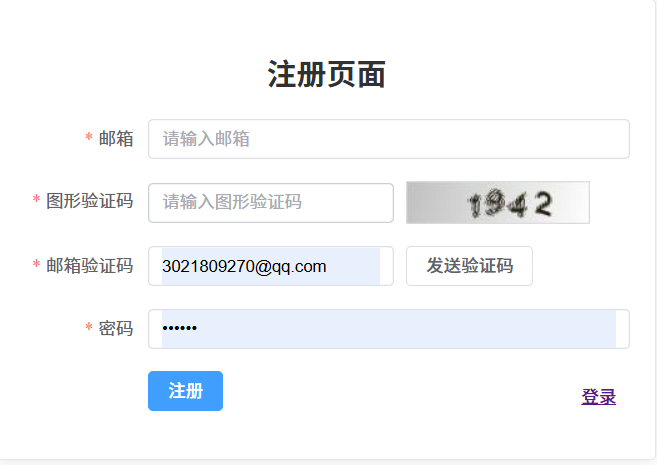 注册页面
* 邮箱 请输入邮箱
* 图形验证码 请输入图形验证码 1942
* 邮箱验证码 3021809270@qq.com 发送验证码
* 密码 ••••••
注册 登录